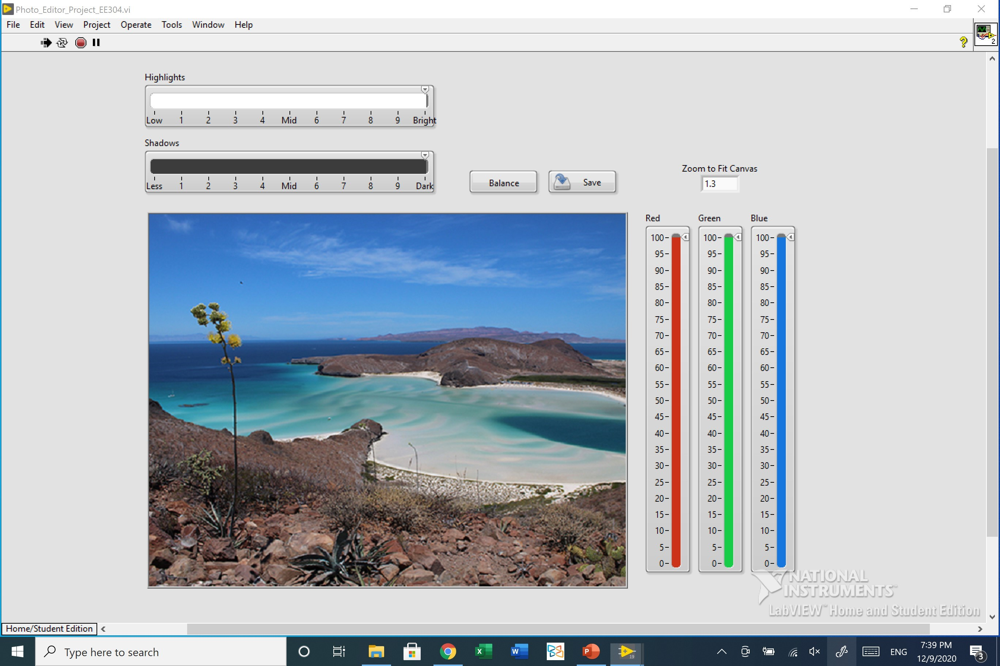 Photo_Editor_Project_EE304.vi
File Edit View Project Operate Tools Window Help
2
Highlights
Low 1 2 3 4 Mid 6 7 8 9 Bright
Shadows
Less 1 2 3 4 Mid 6 7 8 9 Dark
Balance
Save
Zoom to Fit Canvas
1.3
Red Green Blue
100 100 100
95 95 95
90 90 90
85 85 85
80 80 80
75 75 75
70 70 70
65 65 65
60 60 60
55 55 55
50 50 50
45 45 45
40 40 40
35 35 35
30 30 30
25 25 25
20 20 20
15 15 15
10 10 10
5 5 5
0 0 0
NATIONAL
INSTRUMENTS™
LabVIEW™ Home and Student Edition
Home/Student Edition
Type here to search
X
W
P
19
ENG
7:39 PM
12/9/2020
3